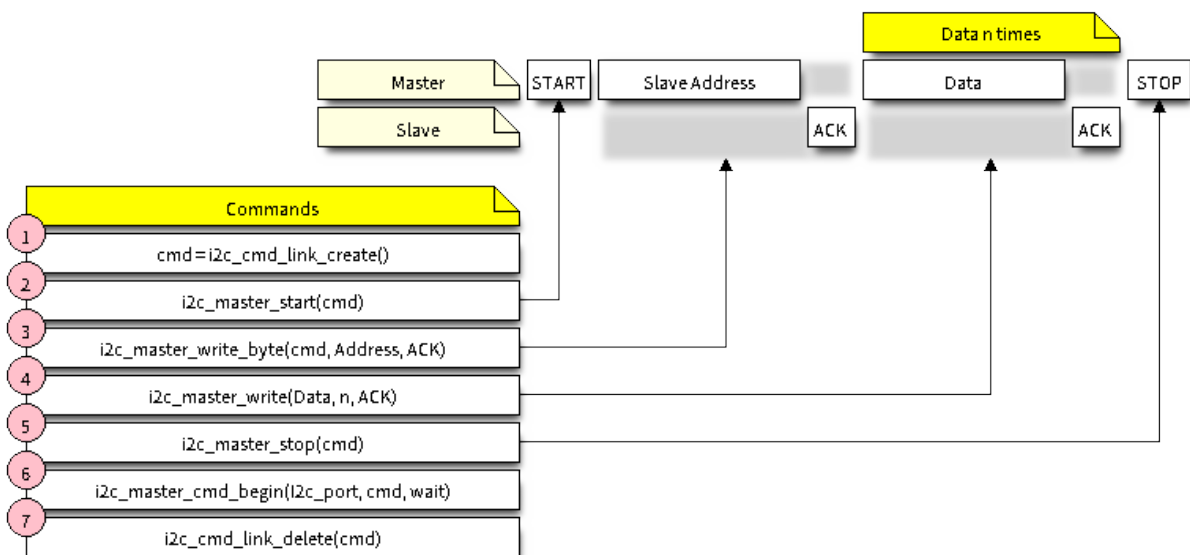 Data n times
Master START Slave Address Data STOP
Slave ACK ACK
Commands
1
cmd=i2c_cmd_link_create()
2
i2c_master_start(cmd)
3
i2c_master_write_byte(cmd, Address, ACK)
4
i2c_master_write(Data, n, ACK)
5
i2c_master_stop(cmd)
6
i2c_master_cmd_begin(I2c_port, cmd, wait)
7
i2c_cmd_link_delete(cmd)